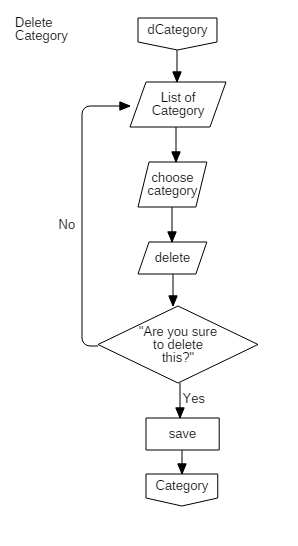 Delete
Category
dCategory
List of
Category
choose
category
No
delete
"Are you sure
to delete
this?"
Yes
save
Category